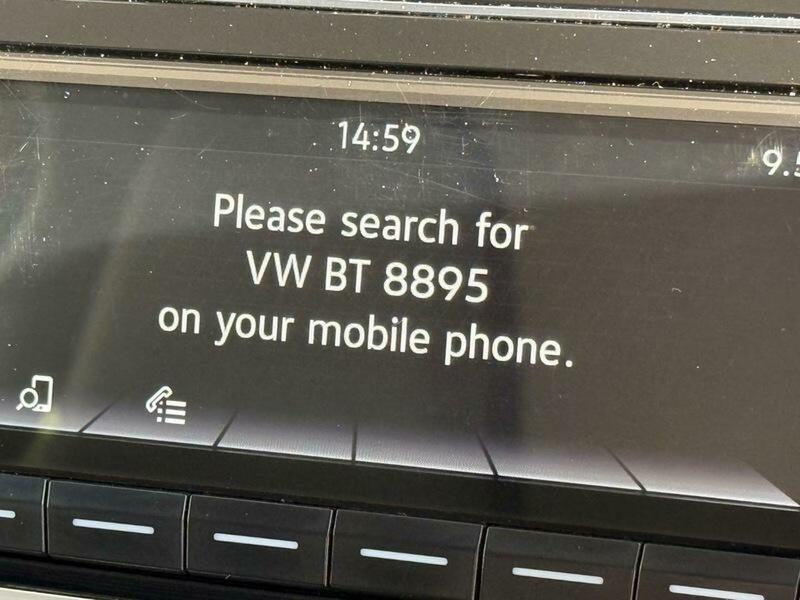 14:59
Please search for
VW BT 8895
on your mobile phone.